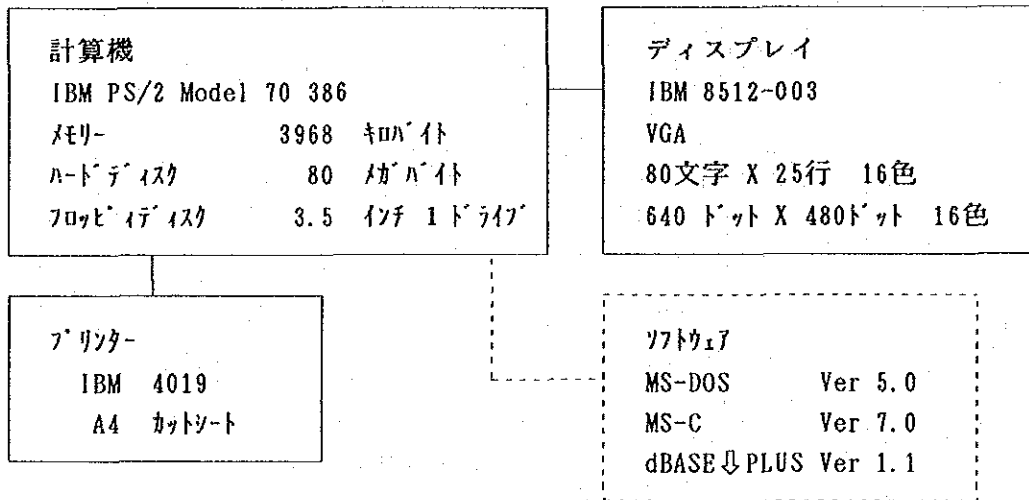 計算機
IBM PS/2 Model 70 386
ﾒﾓﾘｰ 3968 ｷﾛﾊﾞｲﾄ
ﾊｰﾄﾞﾃﾞｨｽｸ 80 ﾒｶﾞﾊﾞｲﾄ
ﾌﾛｯﾋﾟｨﾃﾞｨｽｸ 3.5 ｲﾝﾁ 1 ﾄﾞﾗｲﾌﾞ
ディスプレイ
IBM 8512-003
VGA
80文字 X 25行 16色
640 ﾄﾞｯﾄ X 480ﾄﾞｯﾄ 16色
ﾌﾟﾘﾝﾀｰ
IBM 4019
A4 ｶｯﾄｼｰﾄ
ｿﾌﾄｳｪｱ
MS-DOS Ver 5.0
MS-C Ver 7.0
dBASE⇩PLUS Ver 1.1